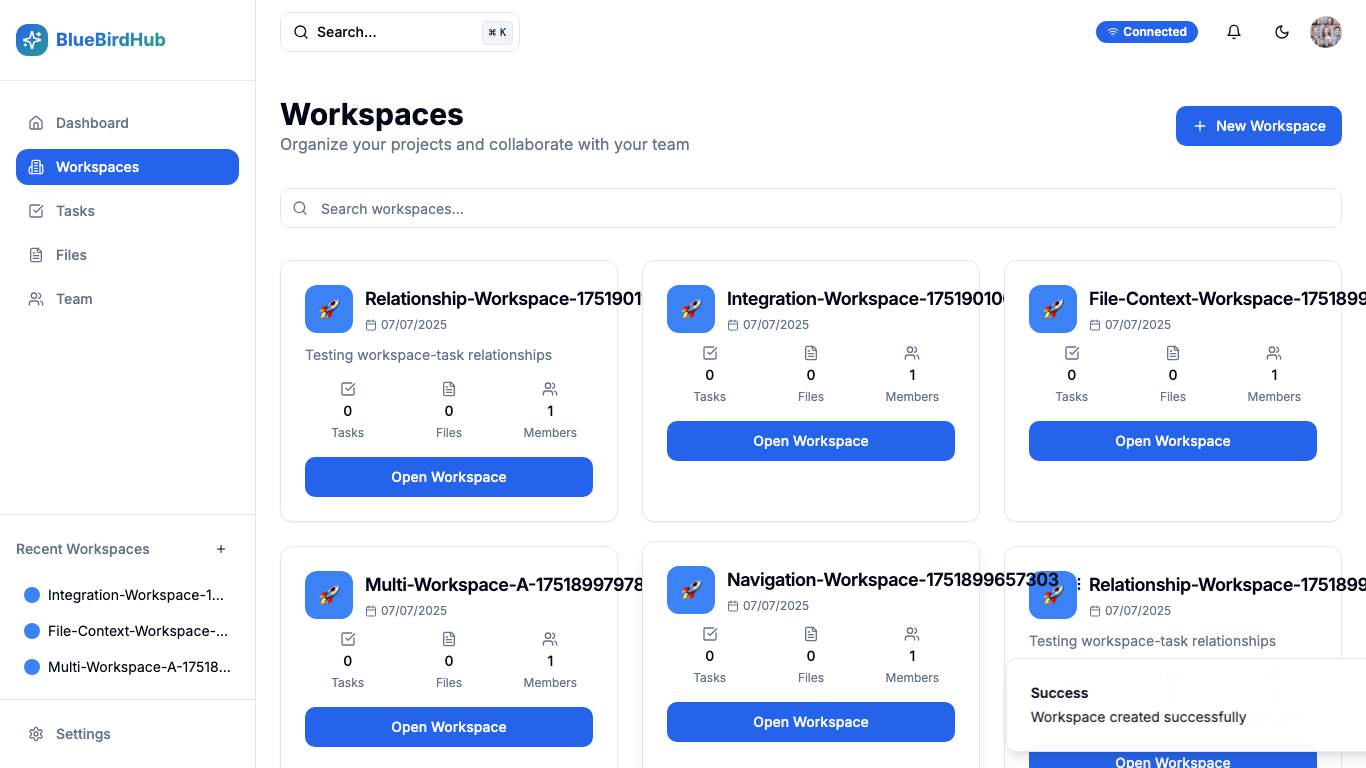 BlueBirdHub
Search...
⌘ K
Connected
Dashboard
Workspaces
Tasks
Files
Team
Recent Workspaces
+
Integration-Workspace-1...
File-Context-Workspace-...
Multi-Workspace-A-17518...
Settings
Workspaces
Organize your projects and collaborate with your team
+ New Workspace
Search workspaces...
Relationship-Workspace-1751901
07/07/2025
Testing workspace-task relationships
0 0 1
Tasks Files Members
Open Workspace
Integration-Workspace-175190100
07/07/2025
0 0 1
Tasks Files Members
Open Workspace
File-Context-Workspace-1751899
07/07/2025
0 0 1
Tasks Files Members
Open Workspace
Multi-Workspace-A-17518997978
07/07/2025
0 0 1
Tasks Files Members
Open Workspace
Navigation-Workspace-1751899657303
07/07/2025
0 0 1
Tasks Files Members
Open Workspace
Relationship-Workspace-1751899
07/07/2025
Testing workspace-task relationships
Open Workspace
Success
Workspace created successfully